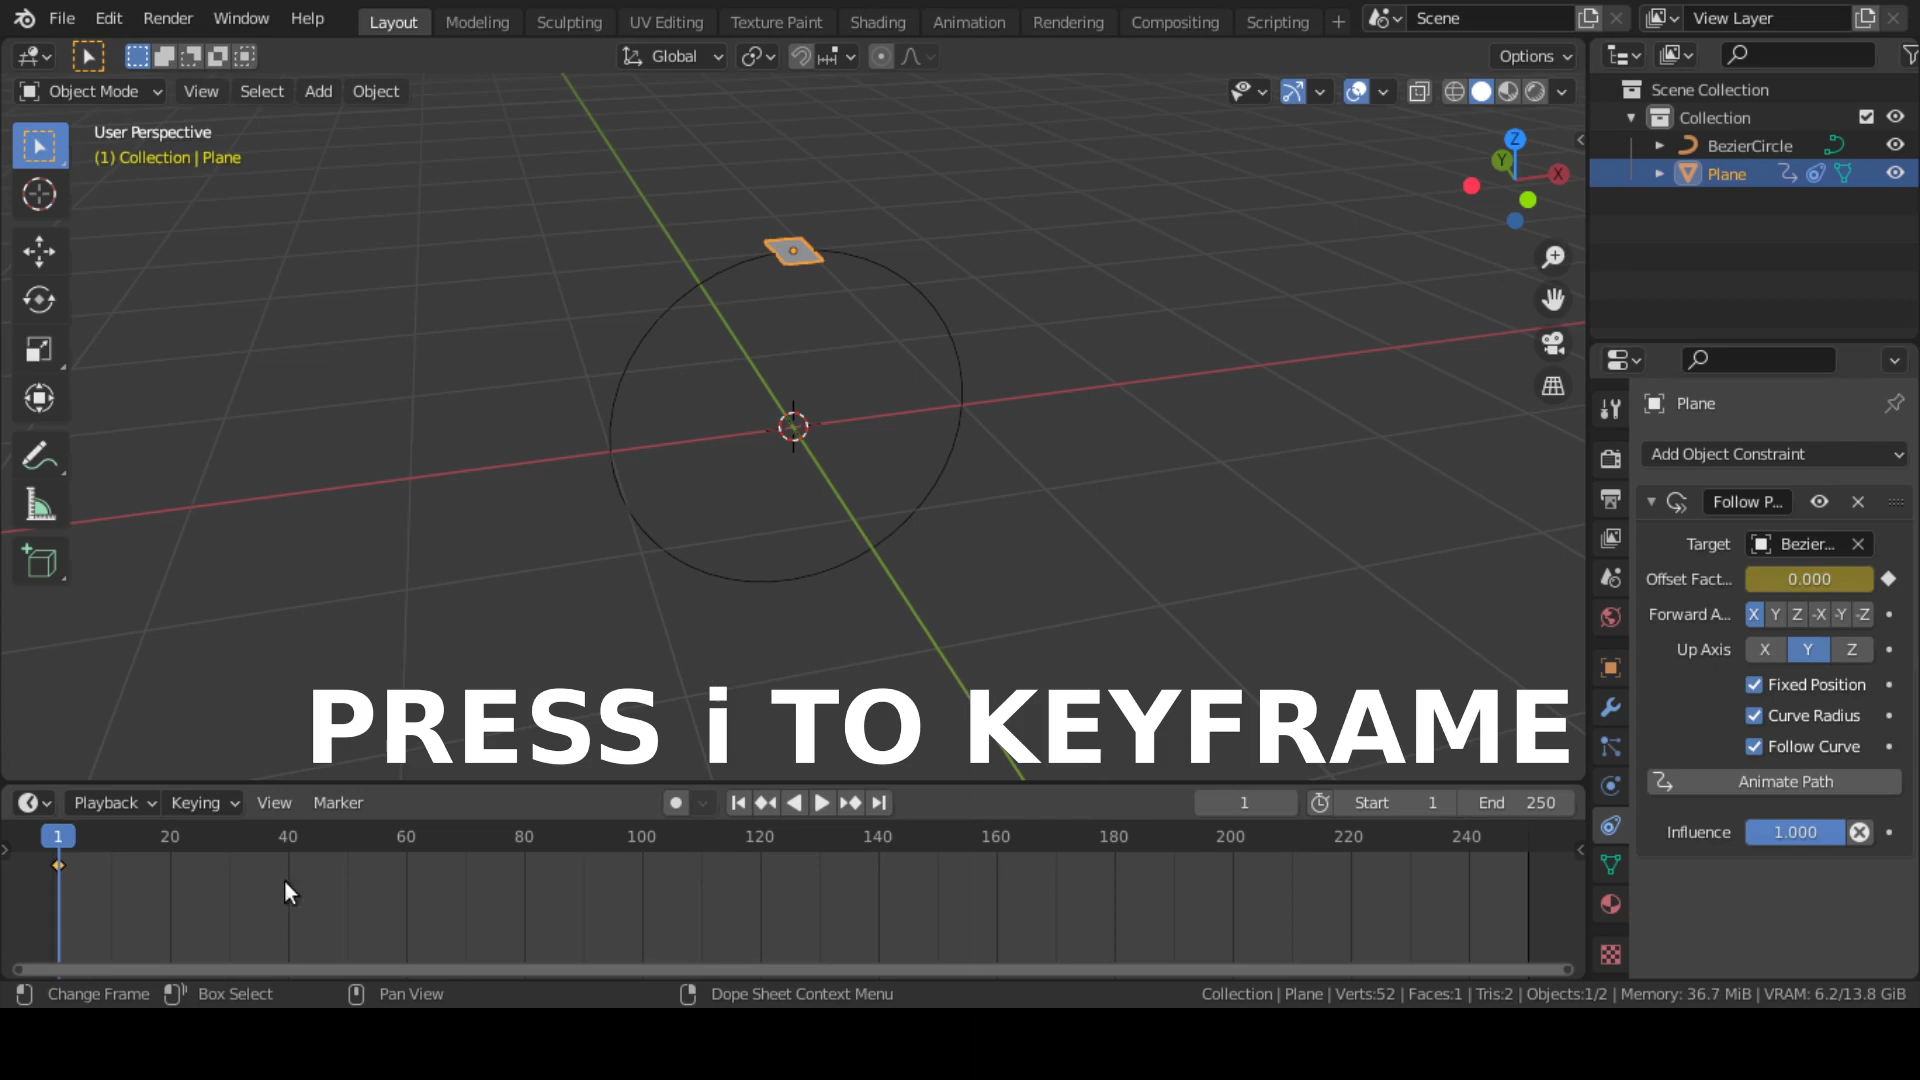 File Edit Render Window Help Layout Modeling Sculpting UV Editing Texture Paint Shading Animation Rendering Compositing Scripting + Scene View Layer
Global Options
Object Mode View Select Add Object
User Perspective
(1) Collection | Plane
Z
Y
X
Scene Collection
Collection
BezierCircle
Plane
Plane
Add Object Constraint
Follow P...
Target Bezier...
Offset Fact... 0.000
Forward A... X Y Z -X -Y -Z
Up Axis X Y Z
Fixed Position
Curve Radius
Follow Curve
Animate Path
Influence 1.000
PRESS i TO KEYFRAME
Playback Keying View Marker 1 Start 1 End 250
1 20 40 60 80 100 120 140 160 180 200 220 240
Change Frame Box Select Pan View Dope Sheet Context Menu Collection | Plane | Verts:52 | Faces:1 | Tris:2 | Objects:1/2 | Memory: 36.7 MiB | VRAM: 6.2/13.8 GiB